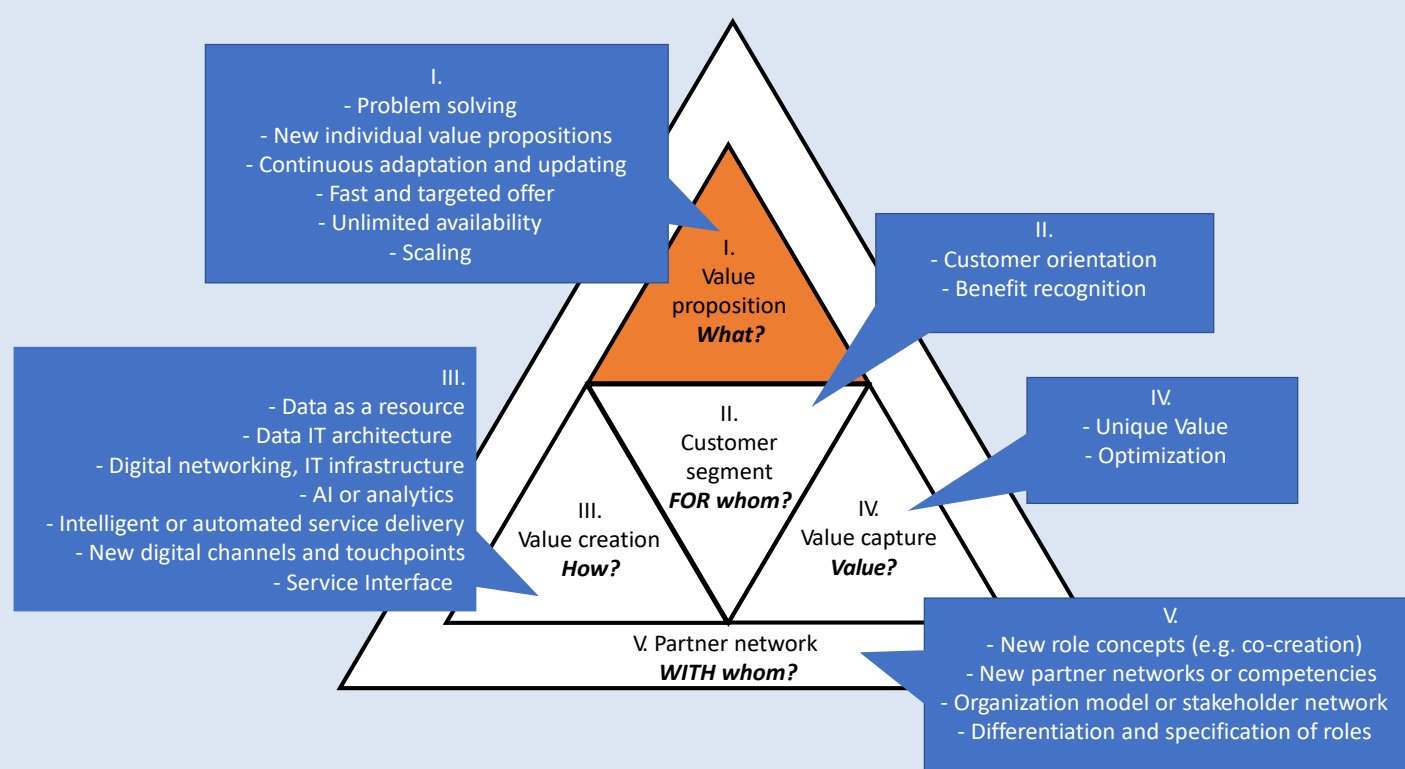 I.
- Problem solving
- New individual value propositions
- Continuous adaptation and updating
- Fast and targeted offer
- Unlimited availability
- Scaling
I.
Value
proposition
What?
II.
- Customer orientation
- Benefit recognition
III.
- Data as a resource
- Data IT architecture
- Digital networking, IT infrastructure
- AI or analytics
- Intelligent or automated service delivery
- New digital channels and touchpoints
- Service Interface
II.
Customer
segment
FOR whom?
IV.
- Unique Value
- Optimization
III.
Value creation
How?
IV.
Value capture
Value?
V. Partner network
WITH whom?
V.
- New role concepts (e.g. co-creation)
- New partner networks or competencies
- Organization model or stakeholder network
- Differentiation and specification of roles